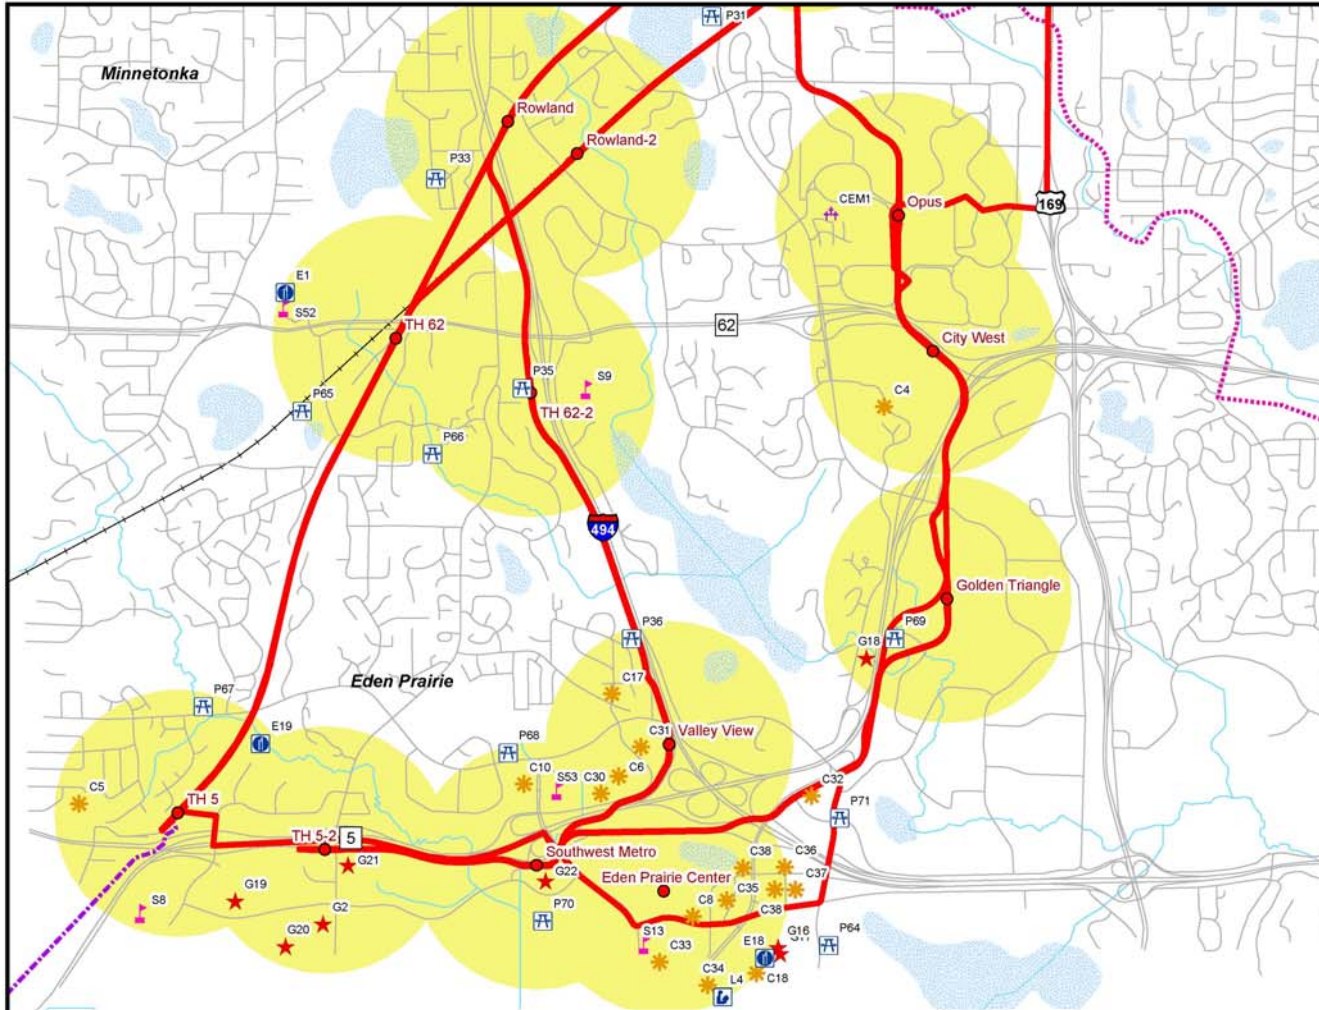 P31
Minnetonka
Rowland
Rowland-2
P33
CEM1
Opus
169
E1
S52
TH 62
62
City West
P35
S9
C4
P65
TH 62-2
P66
494
Golden Triangle
P36
P69
G18
C17
Eden Prairie
P67
E19
C31
Valley View
P68
C10
S53
C30
C6
C32
C5
TH 5
P71
TH 5-2
5
G21
Southwest Metro
G22
C38
C36
Eden Prairie Center
C35
C37
G19
S8
G2
C8
C38
P70
G20
S13
C33
E18
G16
P64
C34
L4
C18